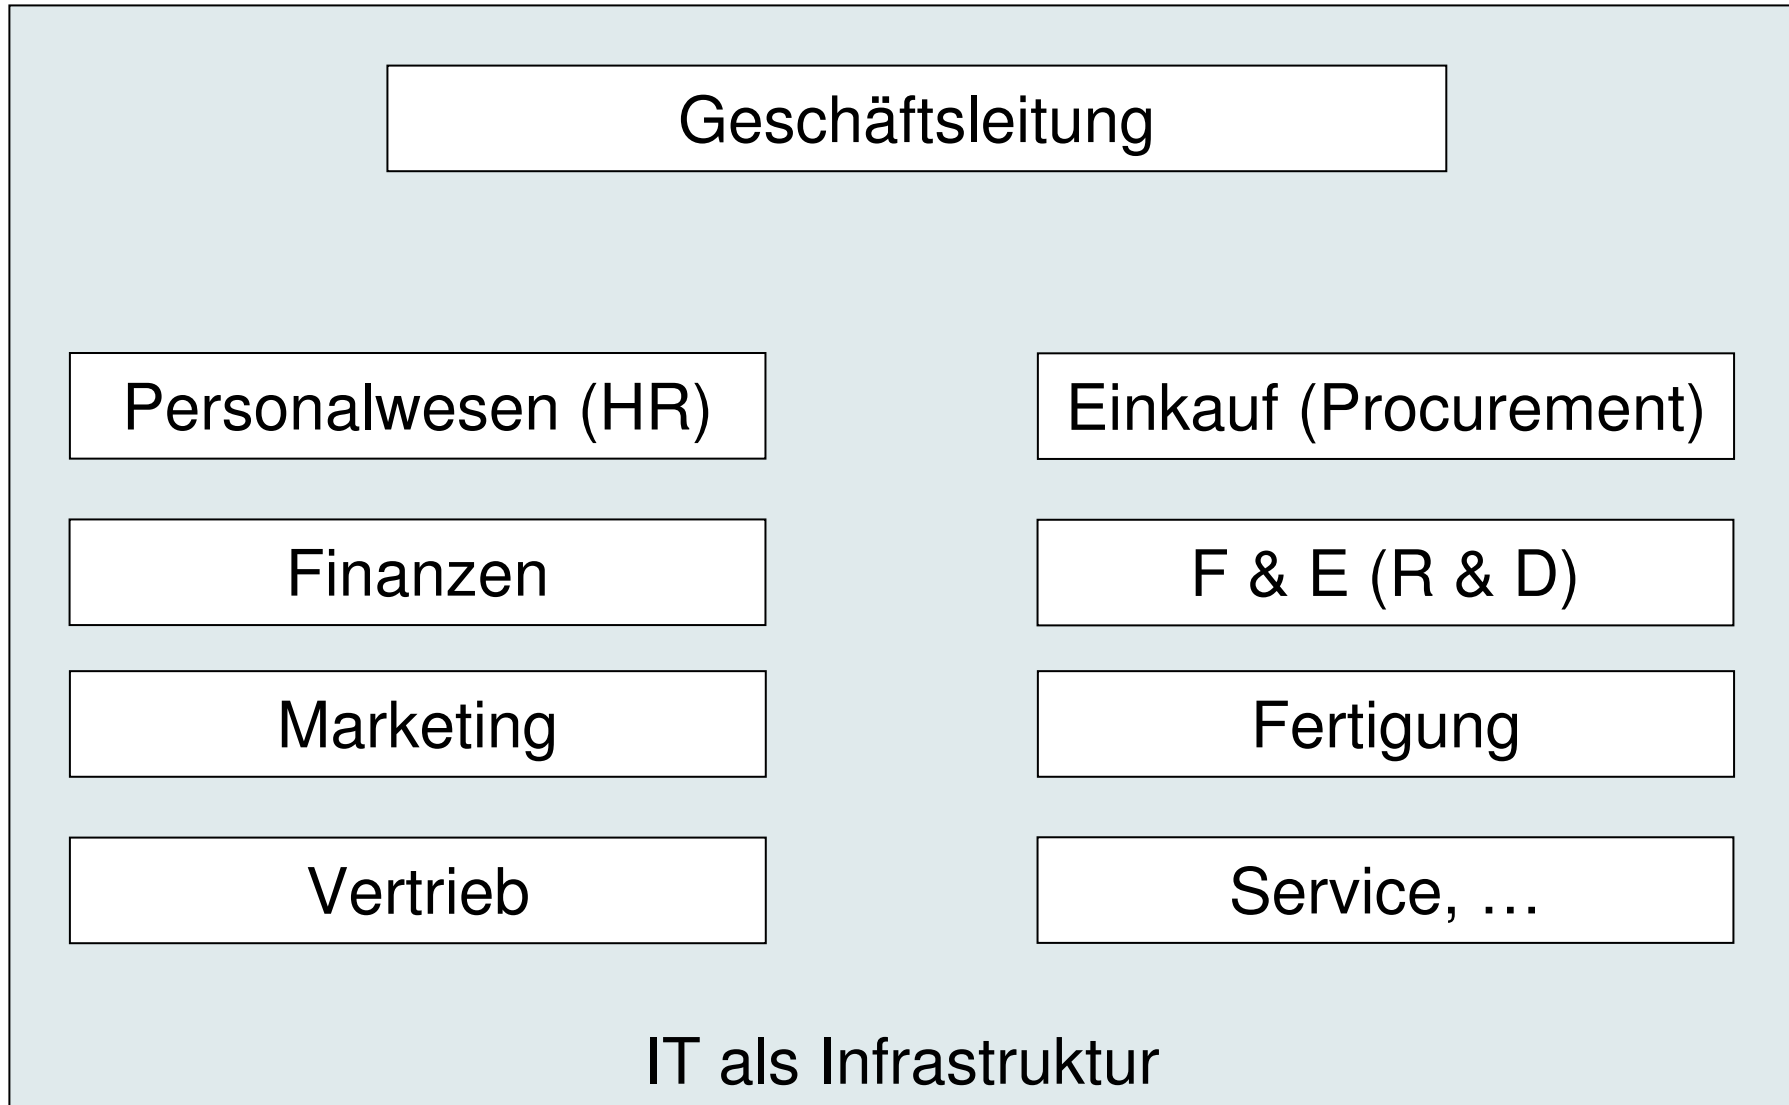 Geschäftsleitung
Personalwesen (HR)
Einkauf (Procurement)
Finanzen
F & E (R & D)
Marketing
Fertigung
Vertrieb
Service, …
IT als Infrastruktur